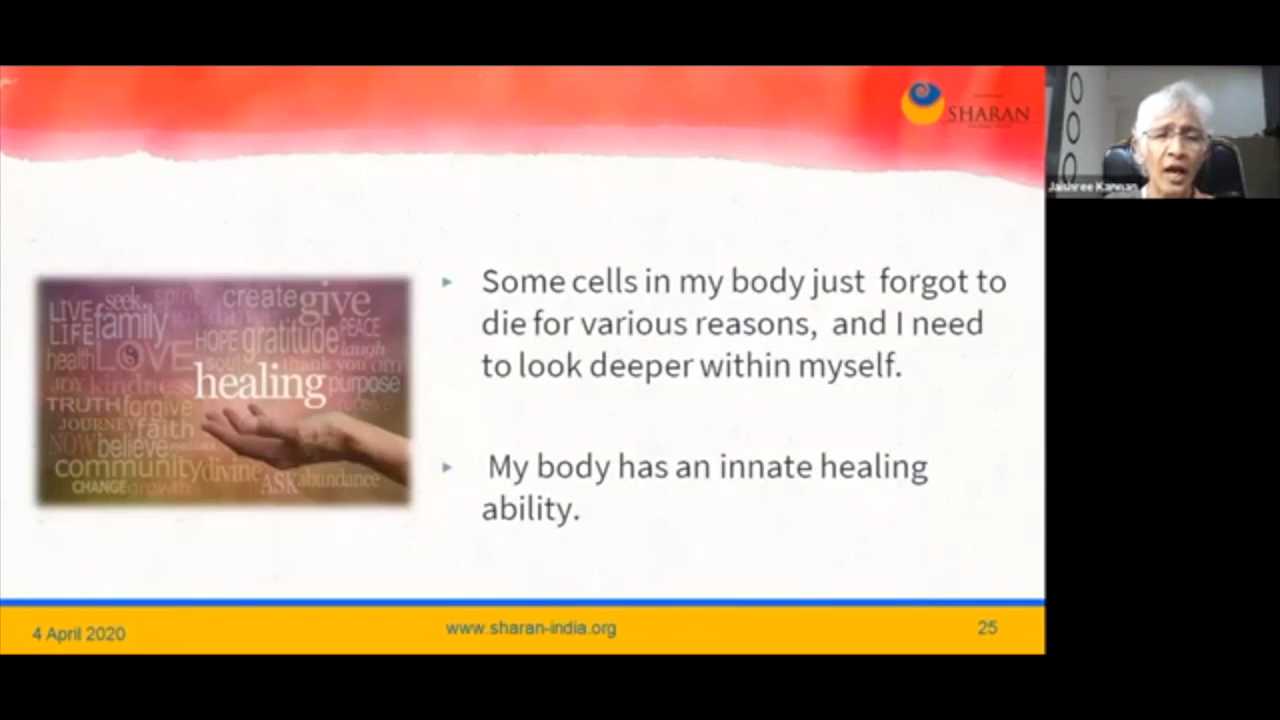 SHARAN
Jaishree Kannan
Some cells in my body just forgot to
die for various reasons, and I need
to look deeper within myself.
My body has an innate healing
ability.
seek
create give
LIVE
LIFE family
HOPE gratitude PEACE
laugh
health LOVE
thank you
JOY kindness healing purpose
TRUTH forgive
JOURNEY faith
NOW believe
community divine
ASK abundance
CHANGE growth
4 April 2020
www.sharan-india.org
25